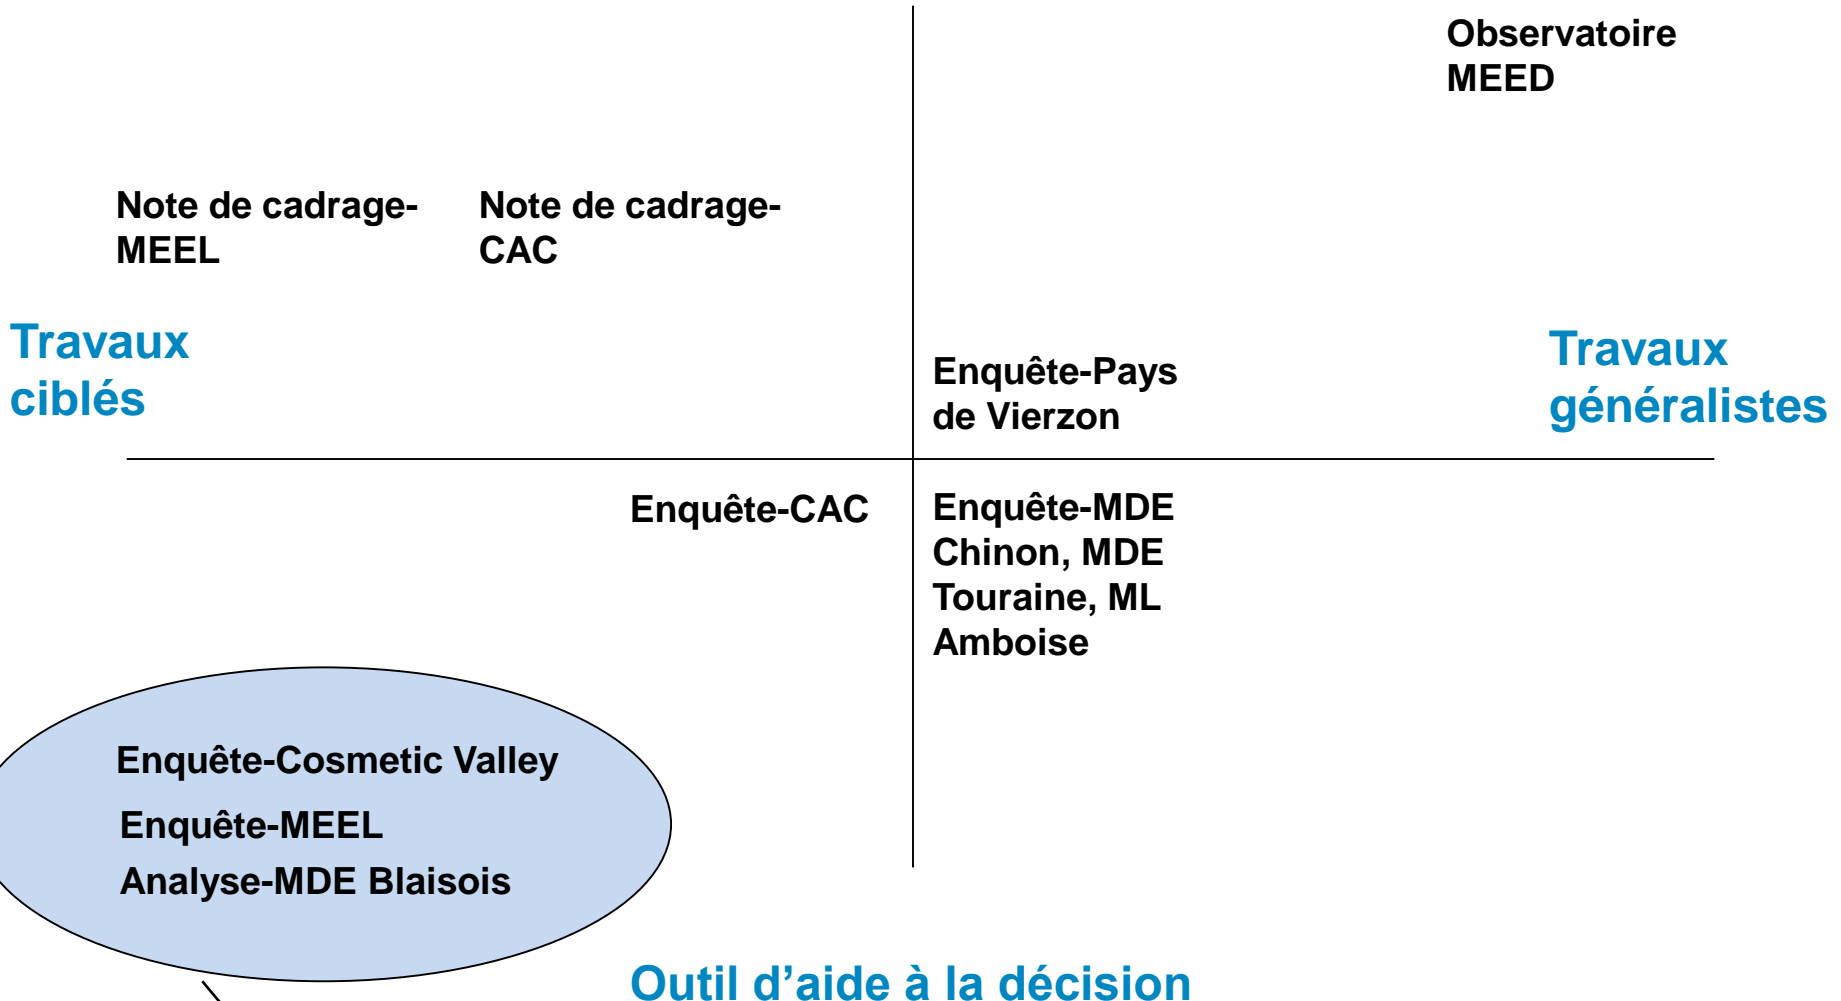 Observatoire
MEED
Note de cadrage-
MEEL
Note de cadrage-
CAC
Travaux
ciblés
Enquête-Pays
de Vierzon
Travaux
généralistes
Enquête-CAC
Enquête-MDE
Chinon, MDE
Touraine, ML
Amboise
Enquête-Cosmetic Valley
Enquête-MEEL
Analyse-MDE Blaisois
Outil d’aide à la décision